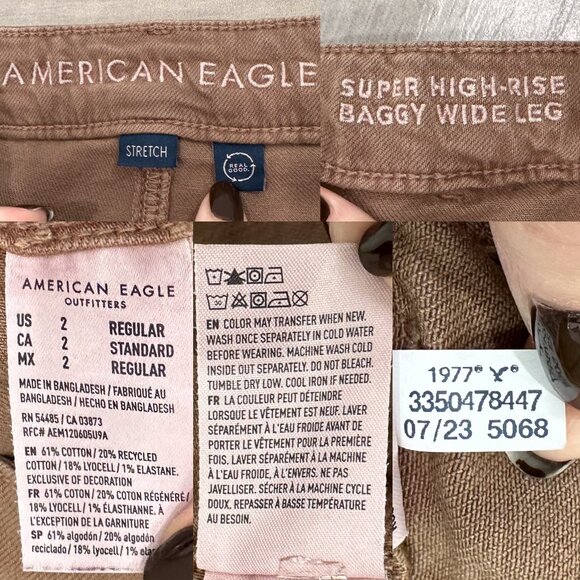 AMERICAN EAGLE
STRETCH
REAL
GOOD.
SUPER HIGH-RISE
BAGGY WIDE LEG
AMERICAN EAGLE
OUTFITTERS
US 2 REGULAR
CA 2 STANDARD
MX 2 REGULAR
MADE IN BANGLADESH / FABRIQUÉ AU
BANGLADESH / HECHO EN BANGLADESH
RN 54485 / CA 03873
RFC# AEM120605U9A
EN 61% COTTON / 20% RECYCLED
COTTON / 18% LYOCELL / 1% ELASTANE.
EXCLUSIVE OF DECORATION
FR 61% COTON / 20% COTON RÉGÉNÉRÉ /
18% LYOCELL / 1% ÉLASTHANNE. À
L'EXCEPTION DE LA GARNITURE
SP 61% algodón / 20% algodón
reciclado / 18% lyocell / 1%
30
EN COLOR MAY TRANSFER WHEN NEW.
WASH ONCE SEPARATELY IN COLD WATER
BEFORE WEARING. MACHINE WASH COLD
INSIDE OUT SEPARATELY. DO NOT BLEACH.
TUMBLE DRY LOW. COOL IRON IF NEEDED.
FR LA COULEUR PEUT DÉTEINDRE
LORSQUE LE VÊTEMENT EST NEUF. LAVER
SÉPARÉMENT À L'EAU FROIDE AVANT DE
PORTER LE VÊTEMENT POUR LA PREMIÈRE
FOIS. LAVER SÉPARÉMENT À LA MACHINE
À L'EAU FROIDE, À L'ENVERS. NE PAS
JAVELLISER. SÉCHER À LA MACHINE CYCLE
DOUX. REPASSER À BASSE TEMPÉRATURE
AU BESOIN.
1977®
3350478447
07/23 5068